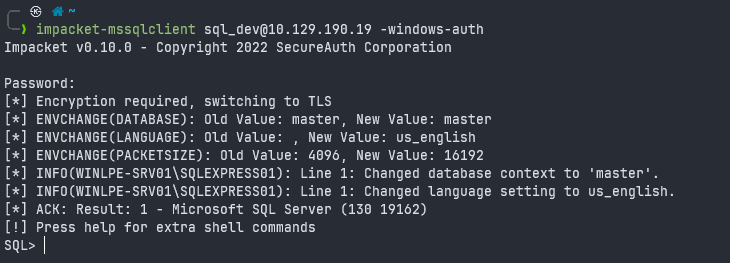 ~
impacket-mssqlclient sql_dev@10.129.190.19 -windows-auth
Impacket v0.10.0 - Copyright 2022 SecureAuth Corporation
Password:
[*] Encryption required, switching to TLS
[*] ENVCHANGE(DATABASE): Old Value: master, New Value: master
[*] ENVCHANGE(LANGUAGE): Old Value: , New Value: us_english
[*] ENVCHANGE(PACKETSIZE): Old Value: 4096, New Value: 16192
[*] INFO(WINLPE-SRV01\SQLEXPRESS01): Line 1: Changed database context to 'master'.
[*] INFO(WINLPE-SRV01\SQLEXPRESS01): Line 1: Changed language setting to us_english.
[*] ACK: Result: 1 - Microsoft SQL Server (130 19162)
[!] Press help for extra shell commands
SQL>